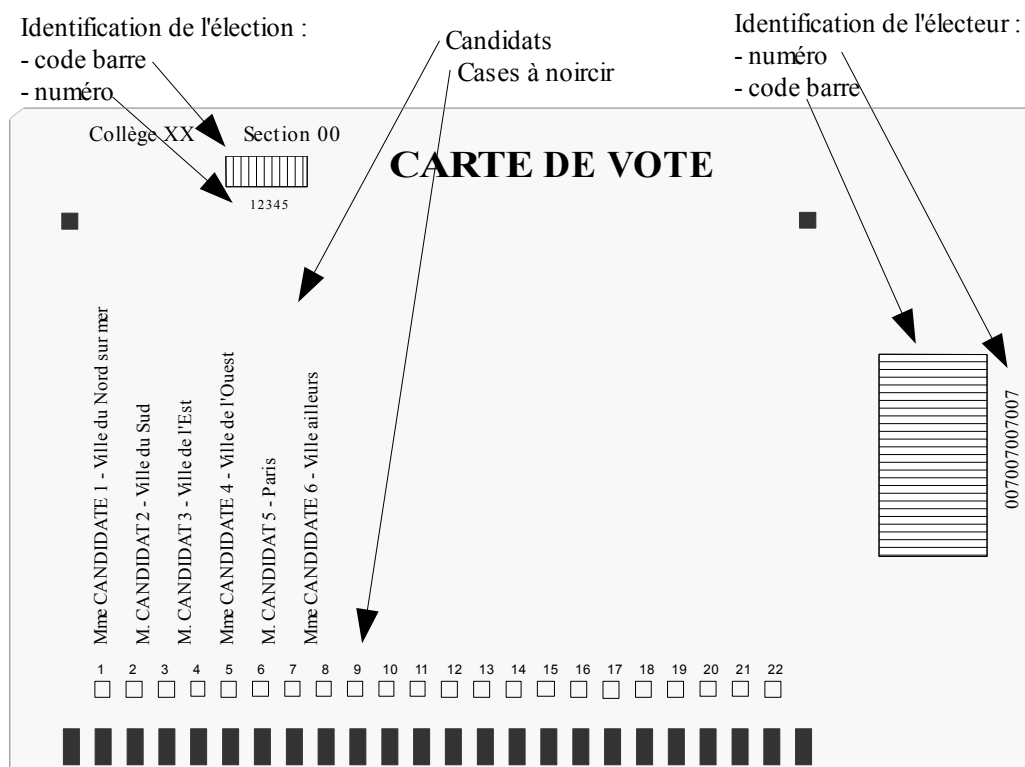 Identification de l'élection :
- code barre
- numéro
Candidats
Cases à noircir
Identification de l'électeur :
- numéro
- code barre
Collège XX Section 00
CARTE DE VOTE
12345
Mme CANDIDATE 1 - Ville du Nord sur mer
M. CANDIDAT 2 - Ville du Sud
M. CANDIDAT 3 - Ville de l'Est
Mme CANDIDATE 4 - Ville de l'Ouest
M. CANDIDAT 5 - Paris
Mme CANDIDATE 6 - Ville ailleurs
007007007007
1 2 3 4 5 6 7 8 9 10 11 12 13 14 15 16 17 18 19 20 21 22